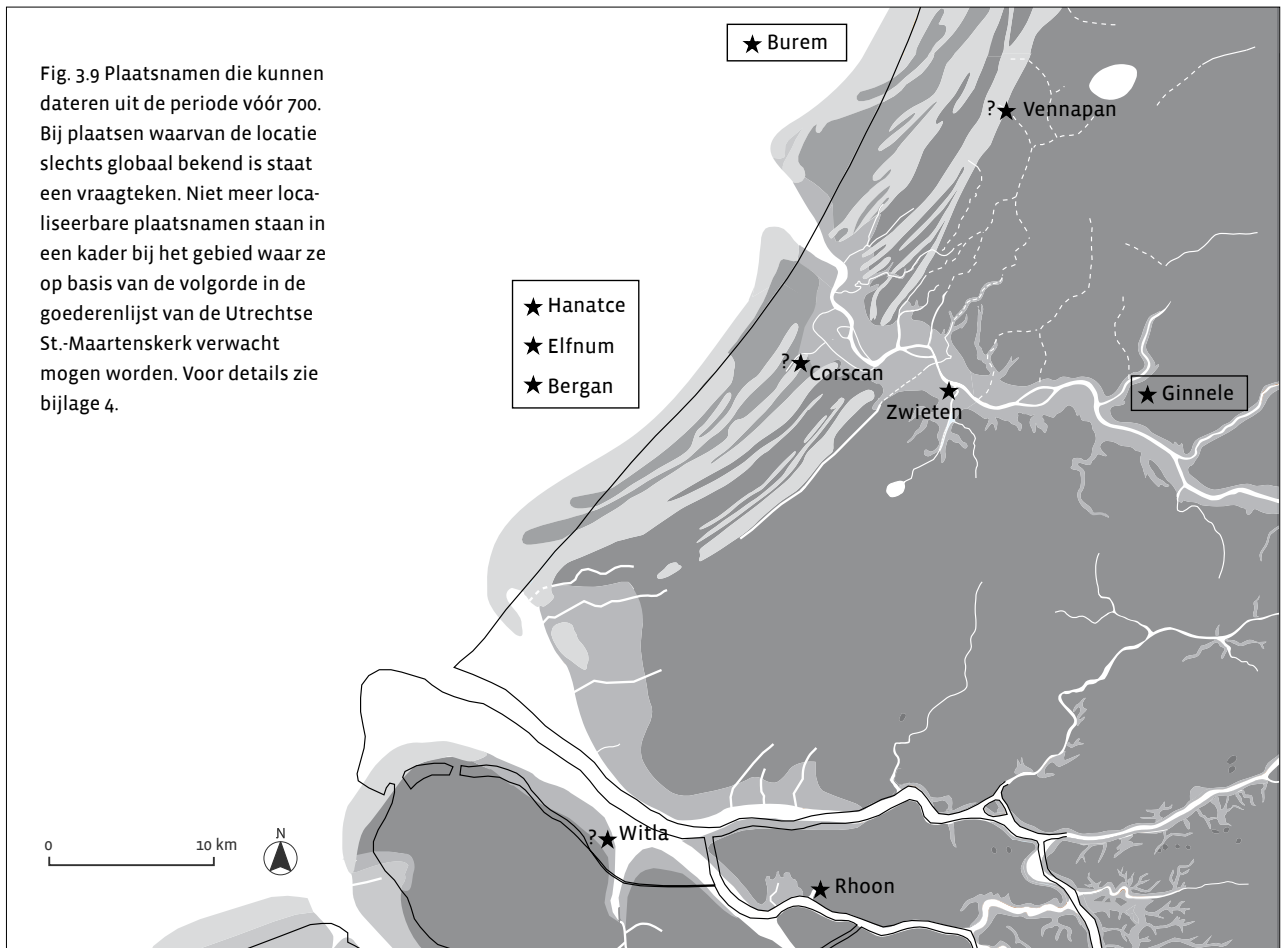 Fig. 3.9 Plaatsnamen die kunnen
dateren uit de periode vóór 700.
Bij plaatsen waarvan de locatie
slechts globaal bekend is staat
een vraagteken. Niet meer loca-
liseerbare plaatsnamen staan in
een kader bij het gebied waar ze
op basis van de volgorde in de
goederenlijst van de Utrechtse
St.-Maartenskerk verwacht
mogen worden. Voor details zie
bijlage 4.
Burem
? Vennapan
Hanatce
Elfnum
Bergan
? Corscan
Zwieten
Ginnele
? Witla
Rhoon
0 10 km
N